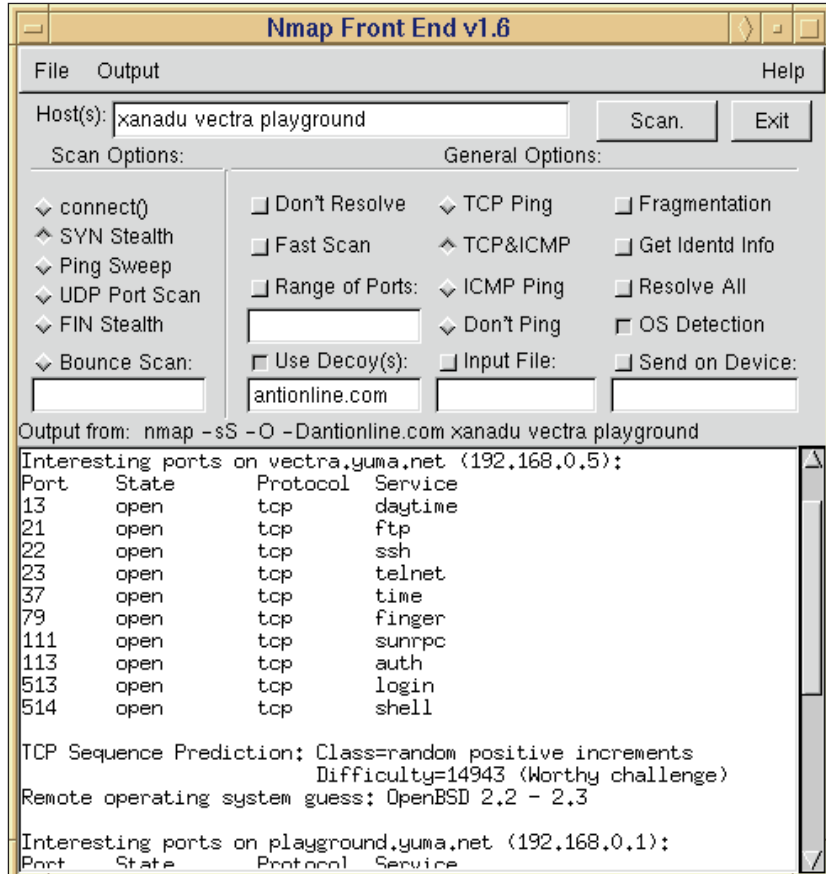 Nmap Front End v1.6
File Output Help
Host(s): xanadu vectra playground Scan. Exit
Scan Options: General Options:
connect() Don't Resolve TCP Ping Fragmentation
SYN Stealth Fast Scan TCP&ICMP Get Identd Info
Ping Sweep
UDP Port Scan Range of Ports: ICMP Ping Resolve All
FIN Stealth Don't Ping OS Detection
Bounce Scan: Use Decoy(s): Input File: Send on Device:
antionline.com
Output from: nmap -sS -O -Dantionline.com xanadu vectra playground
Interesting ports on vectra.yuma.net (192.168.0.5):
Port State Protocol Service
13 open tcp daytime
21 open tcp ftp
22 open tcp ssh
23 open tcp telnet
37 open tcp time
79 open tcp finger
111 open tcp sunrpc
113 open tcp auth
513 open tcp login
514 open tcp shell
TCP Sequence Prediction: Class=random positive increments
Difficulty=14943 (Worthy challenge)
Remote operating system guess: OpenBSD 2.2 - 2.3
Interesting ports on playground.yuma.net (192.168.0.1):
Port State Protocol Service